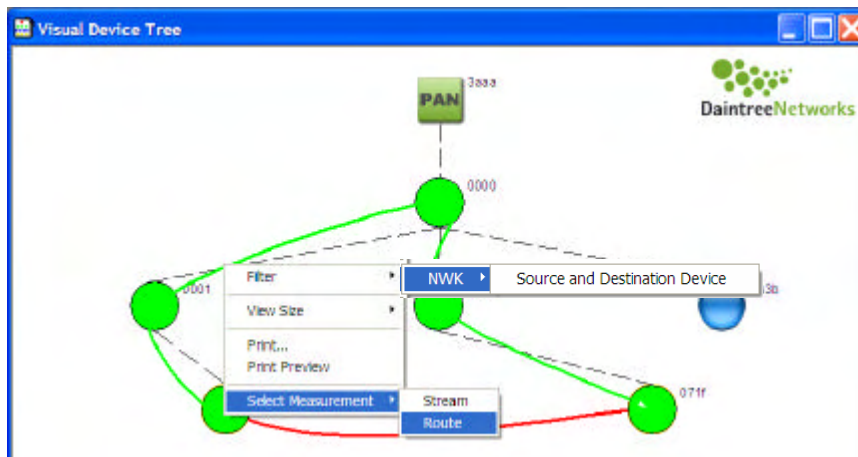 Visual Device Tree
3aaa
PAN
DaintreeNetworks
0000
Filter
NWK
Source and Destination Device
0001
View Size
Print...
Print Preview
Select Measurement
Stream
Route
071f